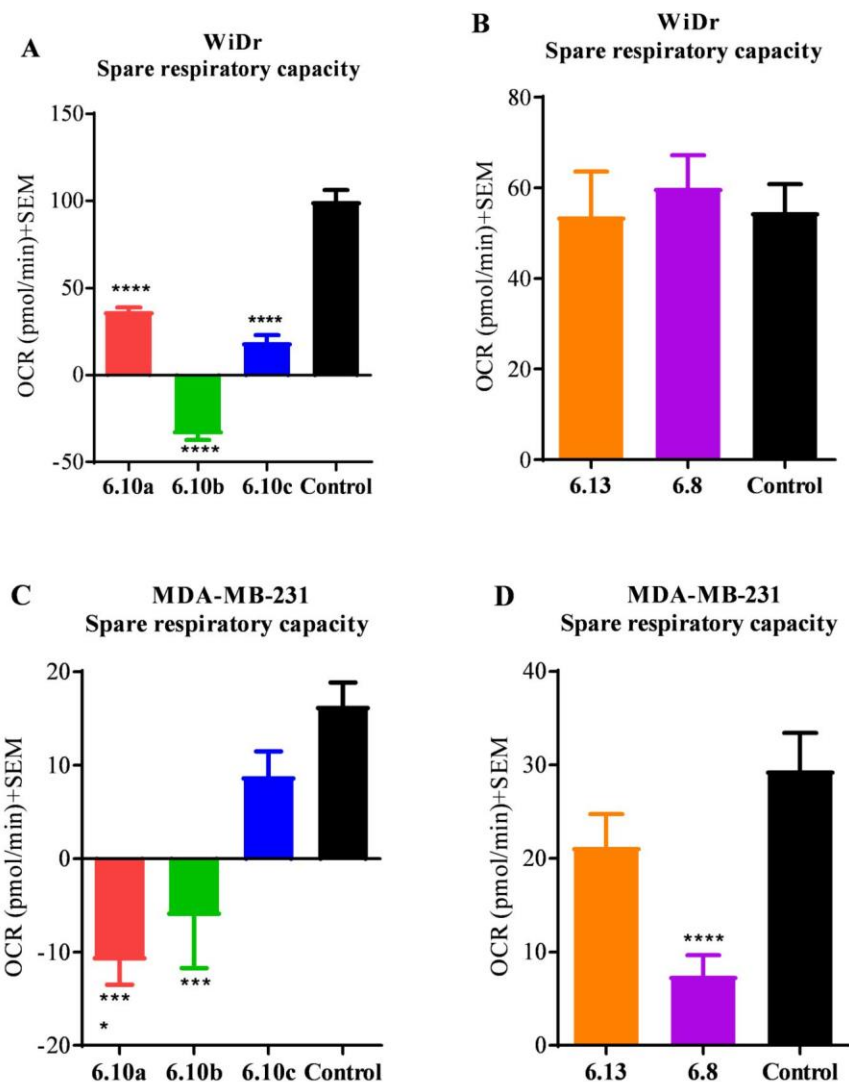 A
WiDr
Spare respiratory capacity
OCR (pmol/min)+SEM
150
100
50
0
-50
****
****
****
6.10a 6.10b 6.10c Control
B
WiDr
Spare respiratory capacity
OCR (pmol/min)+SEM
80
60
40
20
0
6.13 6.8 Control
C
MDA-MB-231
Spare respiratory capacity
OCR (pmol/min)+SEM
20
10
0
-10
-20
***
*
***
6.10a 6.10b 6.10c Control
D
MDA-MB-231
Spare respiratory capacity
OCR (pmol/min)+SEM
40
30
20
10
0
****
6.13 6.8 Control